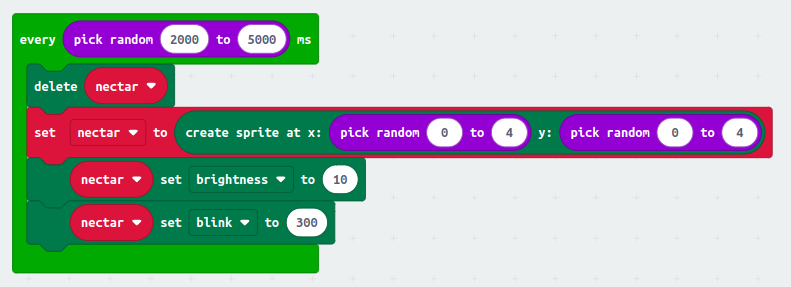 every pick random 2000 to 5000 ms
delete nectar
set nectar to create sprite at x: pick random 0 to 4 y: pick random 0 to 4
nectar set brightness to 10
nectar set blink to 300